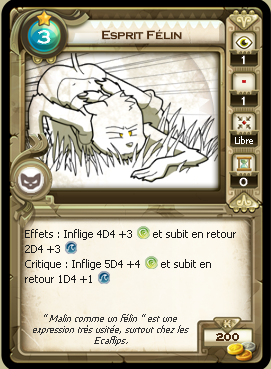 3
Esprit Félin
1
1
Libre
0
Effets : Inflige 4D4 +3 et subit en retour
2D4 +3
Critique : Inflige 5D4 +4 et subit en
retour 1D4 +1
“ Malin comme un félin ” est une
expression très usitée, surtout chez les
Ecaflips.
K
200